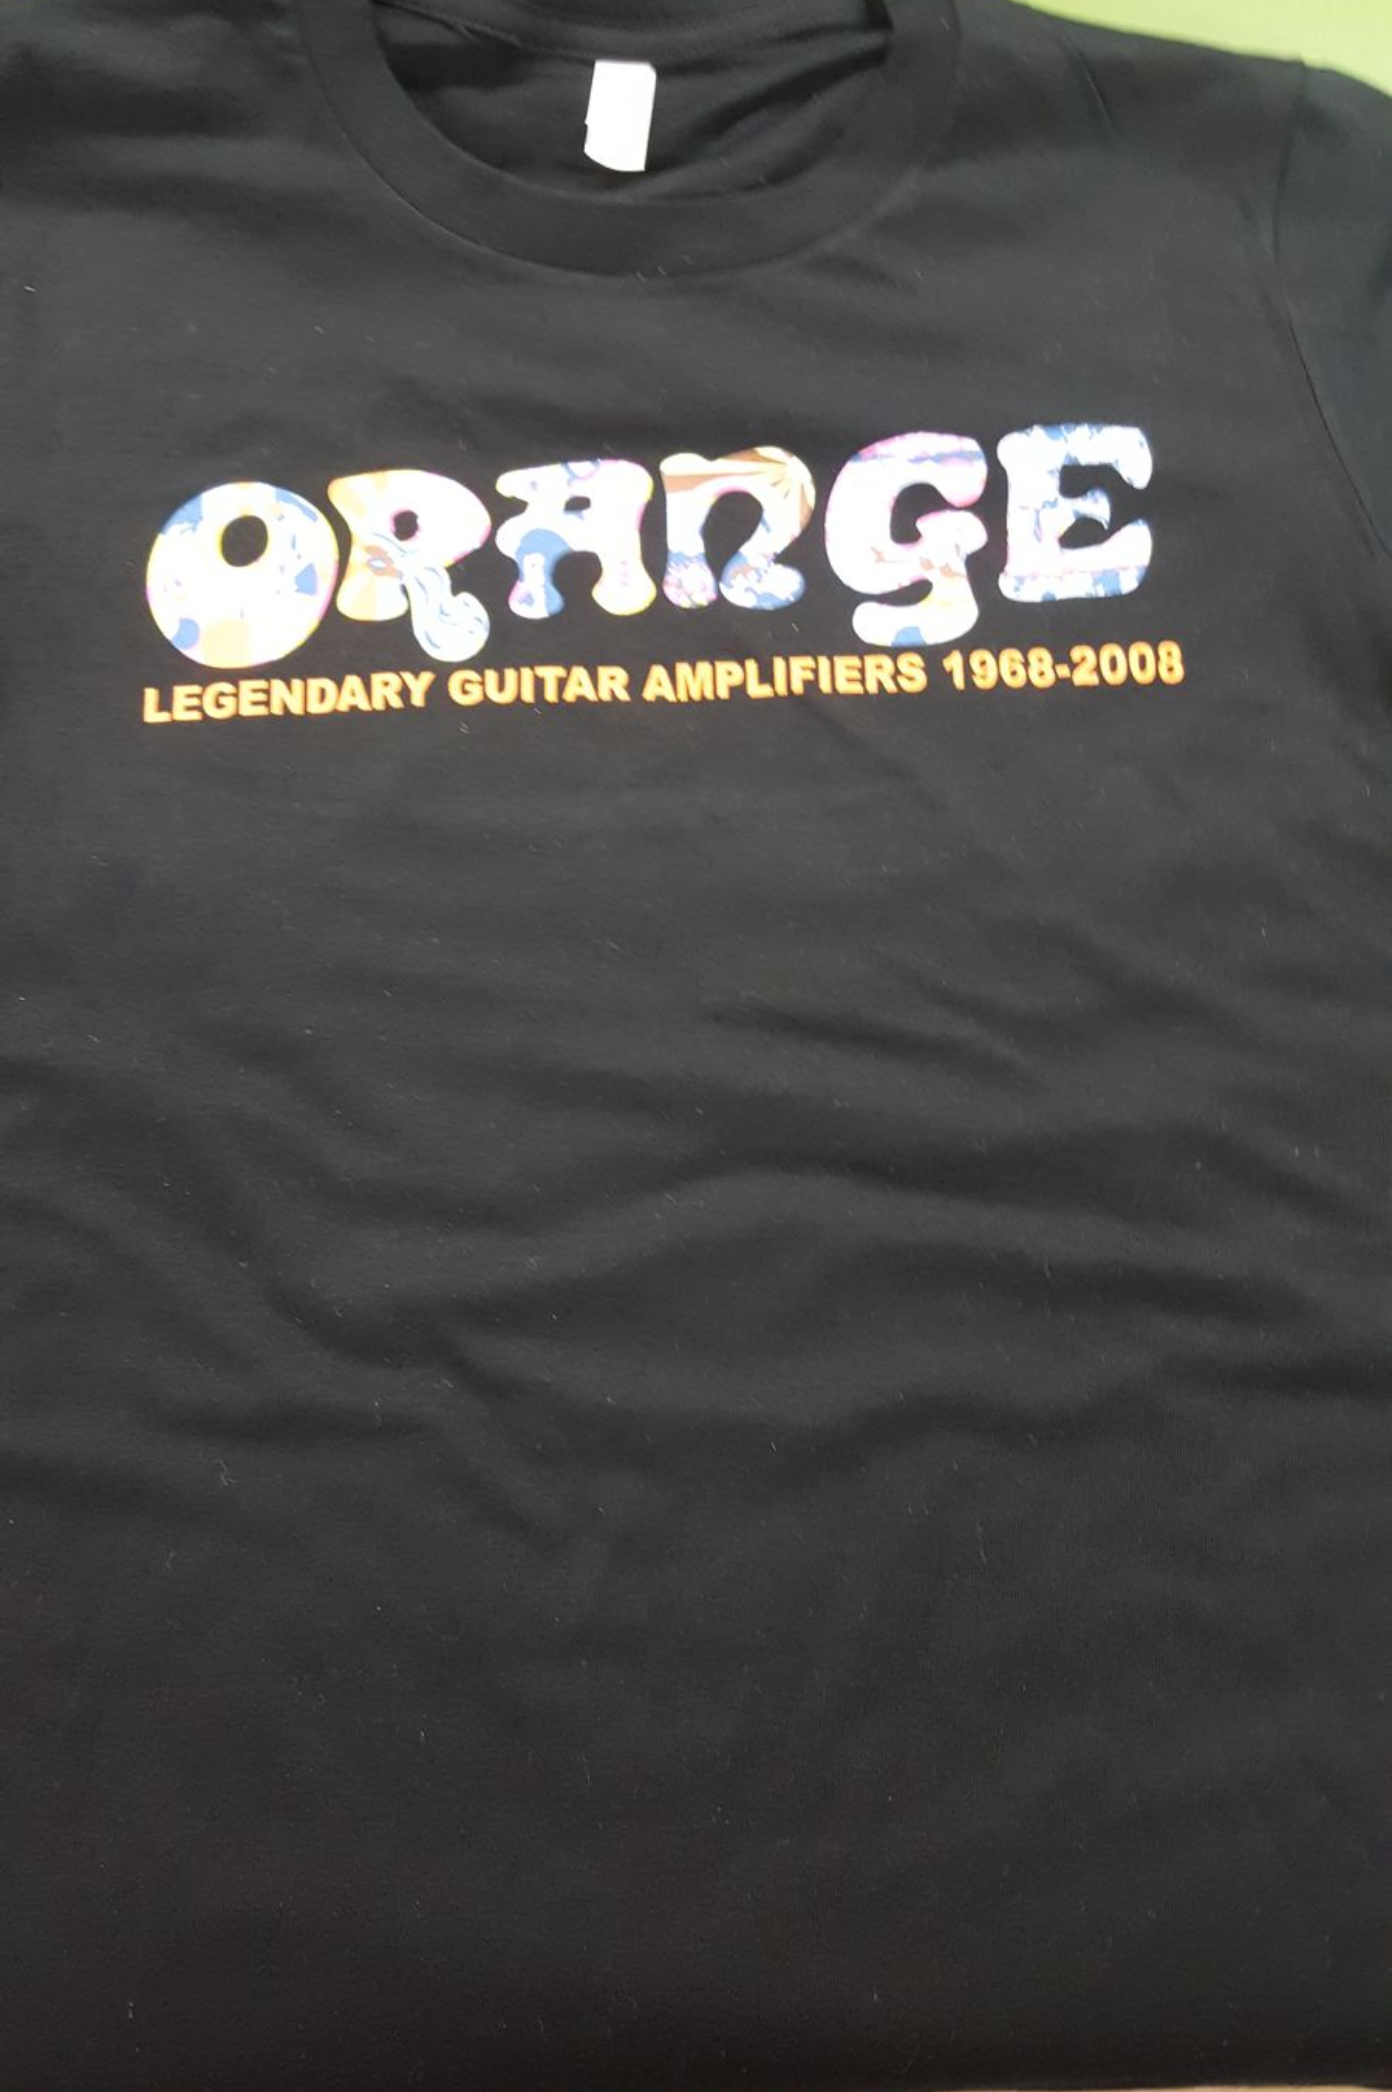 ORANGE
LEGENDARY GUITAR AMPLIFIERS 1968-2008